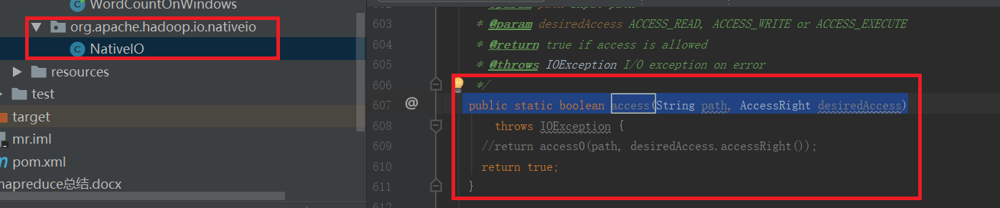 WordCountOnWindows
org.apache.hadoop.io.nativeio
NativeIO
resources
test
target
mr.iml
pom.xml
mapreduce总结.docx
603 * @param desiredAccess ACCESS_READ, ACCESS_WRITE or ACCESS_EXECUTE
604 * @return true if access is allowed
605 * @throws IOException I/O exception on error
606 */
607 @ public static boolean access(String path, AccessRight desiredAccess)
608 throws IOException {
609 //return access0(path, desiredAccess.accessRight());
610 return true;
611 }